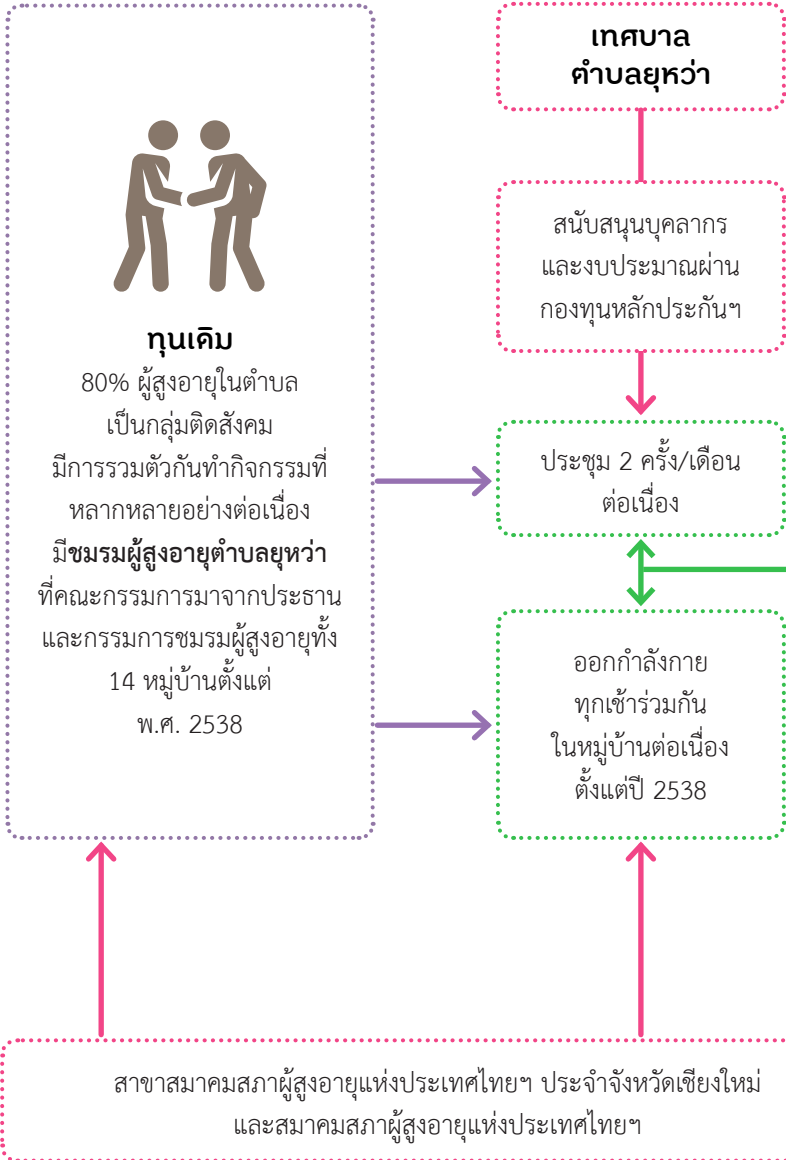 ทุนเดิม
80% ผู้สูงอายุในตำบล
เป็นกลุ่มติดสังคม
มีการรวมตัวกันทำกิจกรรมที่
หลากหลายอย่างต่อเนื่อง
มีชมรมผู้สูงอายุตำบลยุหว่า
ที่คณะกรรมการมาจากประธาน
และกรรมการชมรมผู้สูงอายุทั้ง
14 หมู่บ้านตั้งแต่
พ.ศ. 2538
เทศบาล
ตำบลยุหว่า
สนับสนุนบุคลากร
และงบประมาณผ่าน
กองทุนหลักประกันฯ
ประชุม 2 ครั้ง/เดือน
ต่อเนื่อง
ออกกำลังกาย
ทุกเช้าร่วมกัน
ในหมู่บ้านต่อเนื่อง
ตั้งแต่ปี 2538
สาขาสมาคมสภาผู้สูงอายุแห่งประเทศไทยฯ ประจำจังหวัดเชียงใหม่
และสมาคมสภาผู้สูงอายุแห่งประเทศไทยฯ